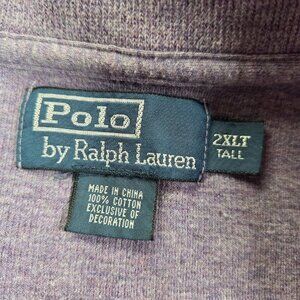 Polo
by Ralph Lauren
2XLT
TALL
MADE IN CHINA
100% COTTON
EXCLUSIVE OF
DECORATION